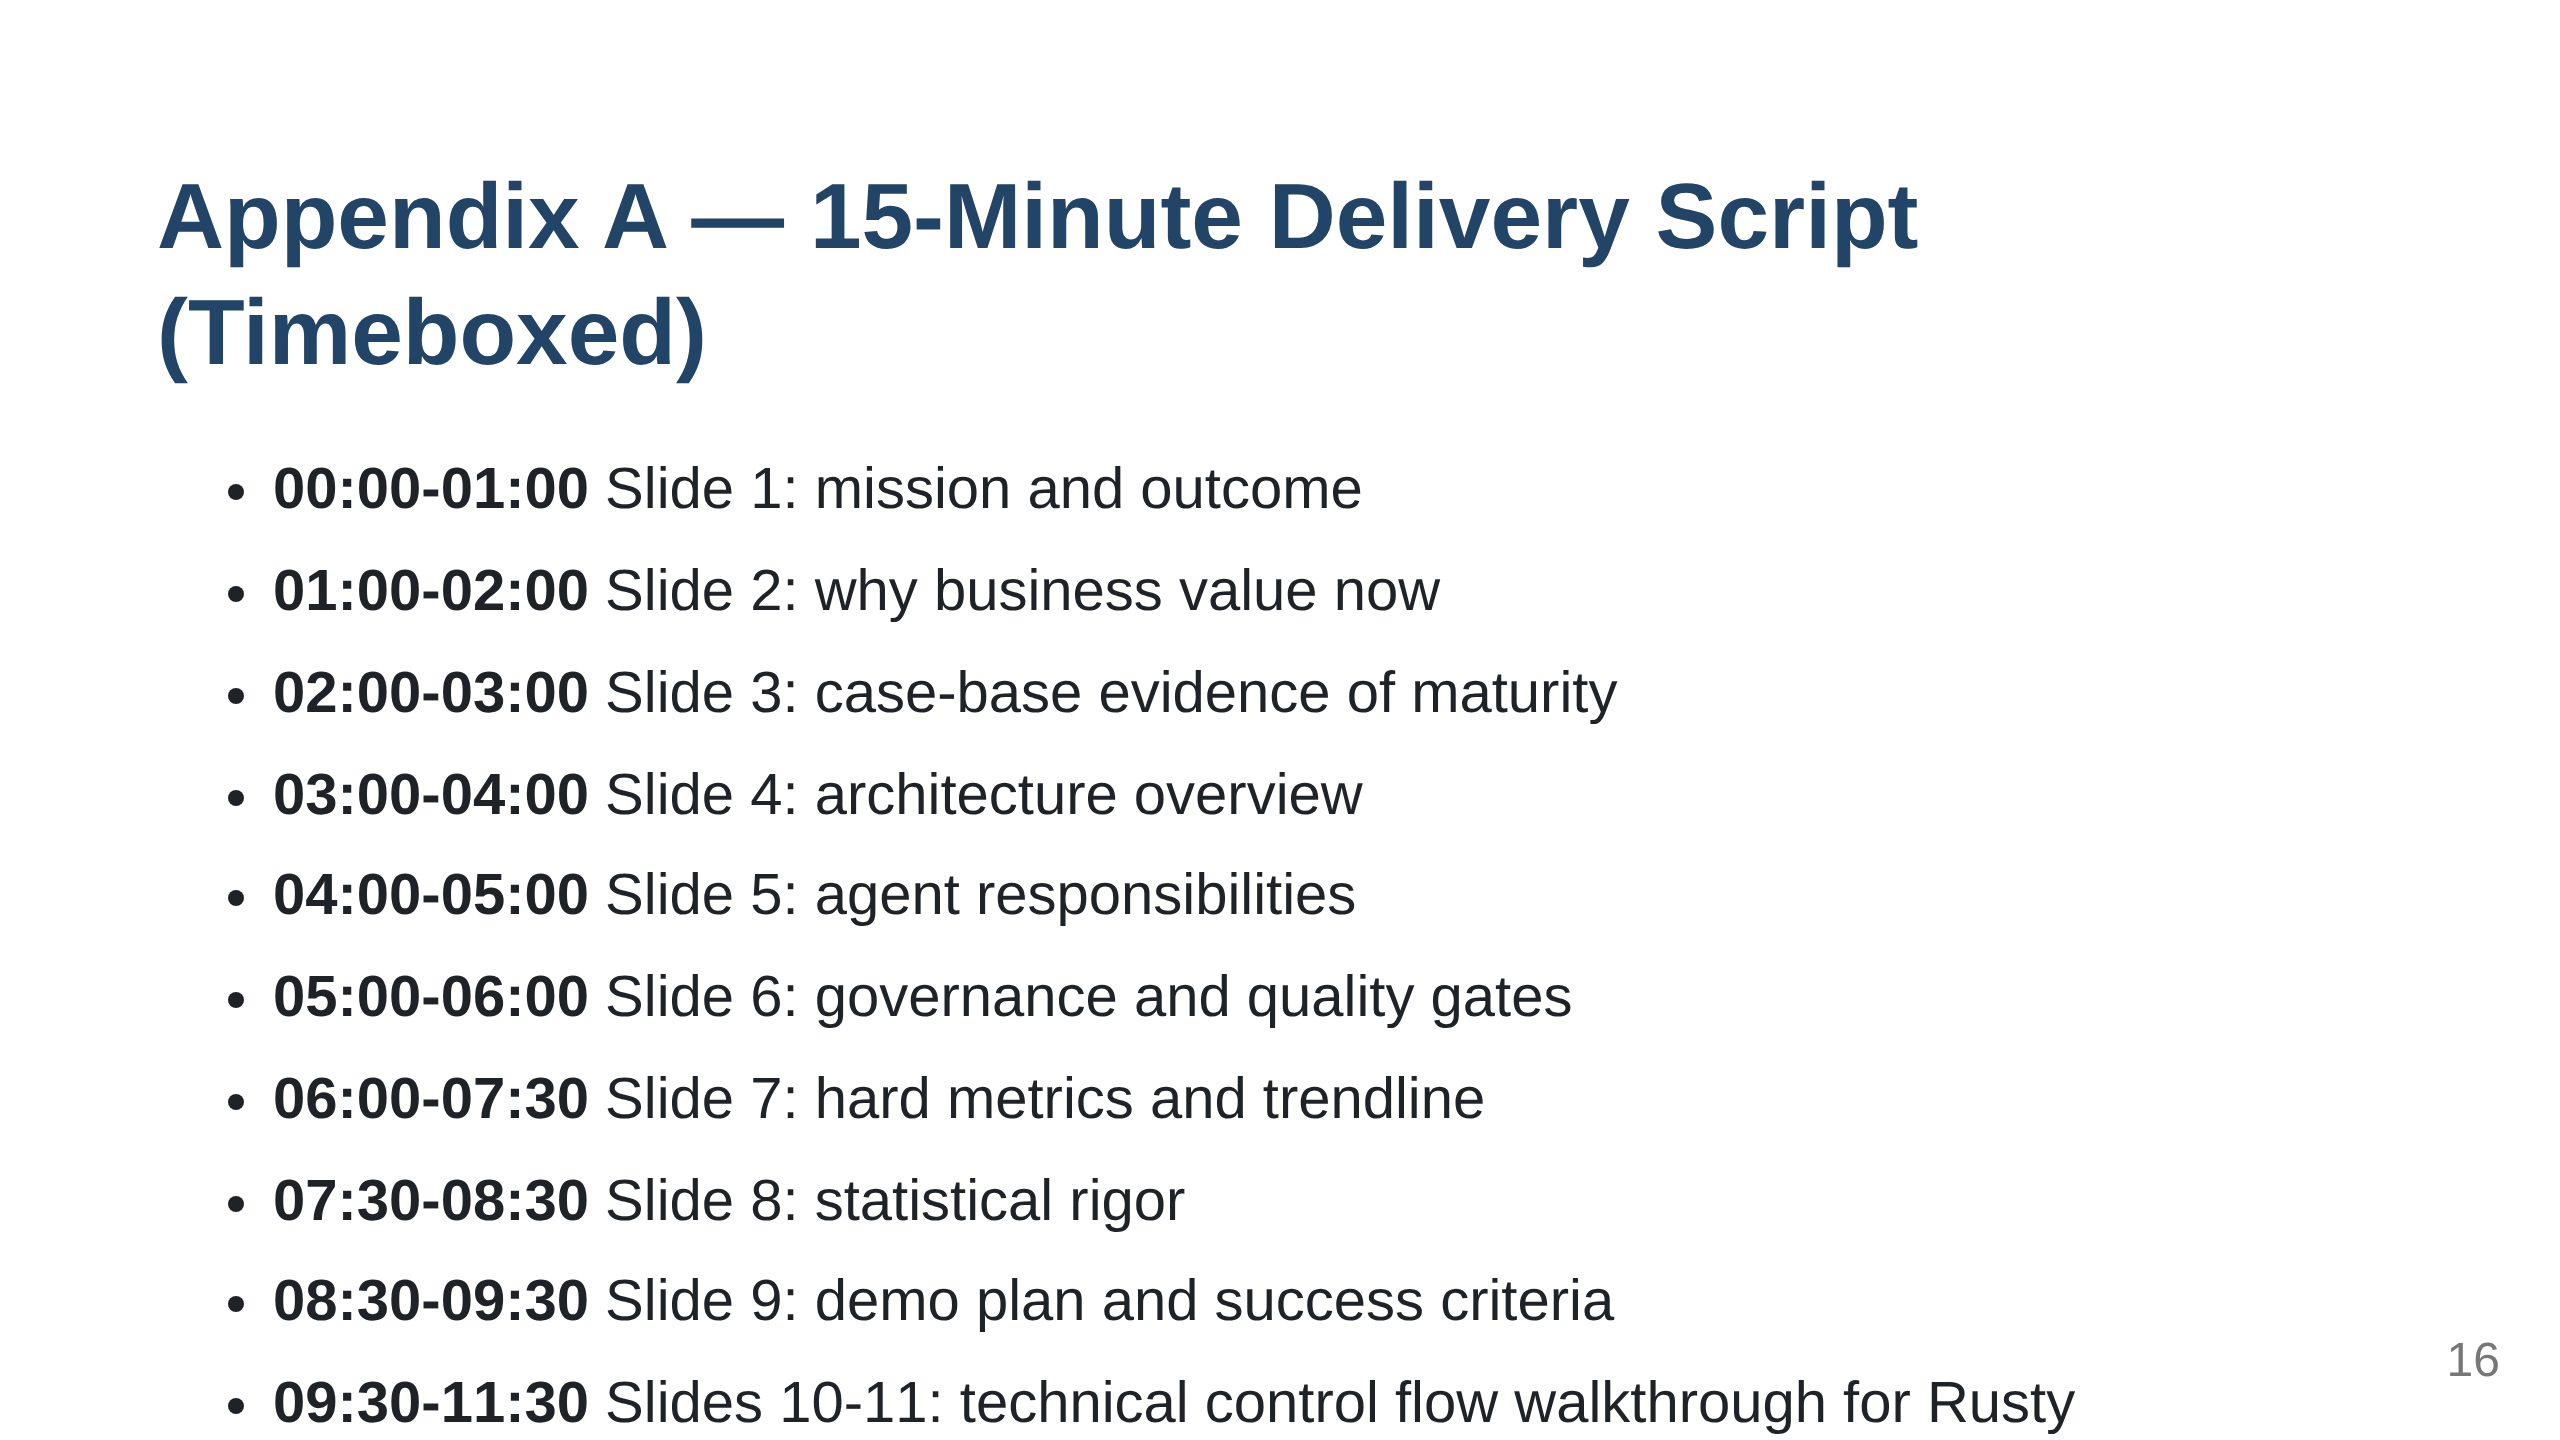 Appendix A — 15-Minute Delivery Script
(Timeboxed)
• 00:00-01:00 Slide 1: mission and outcome
• 01:00-02:00 Slide 2: why business value now
• 02:00-03:00 Slide 3: case-base evidence of maturity
• 03:00-04:00 Slide 4: architecture overview
• 04:00-05:00 Slide 5: agent responsibilities
• 05:00-06:00 Slide 6: governance and quality gates
• 06:00-07:30 Slide 7: hard metrics and trendline
• 07:30-08:30 Slide 8: statistical rigor
• 08:30-09:30 Slide 9: demo plan and success criteria
• 09:30-11:30 Slides 10-11: technical control flow walkthrough for Rusty
16